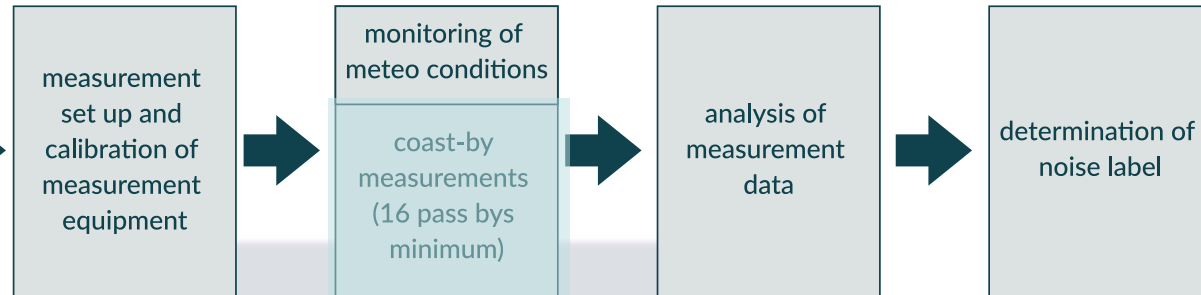 measurement
set up and
calibration of
measurement
equipment
monitoring of
meteo conditions
coast-by
measurements
(16 pass bys
minimum)
analysis of
measurement
data
determination of
noise label